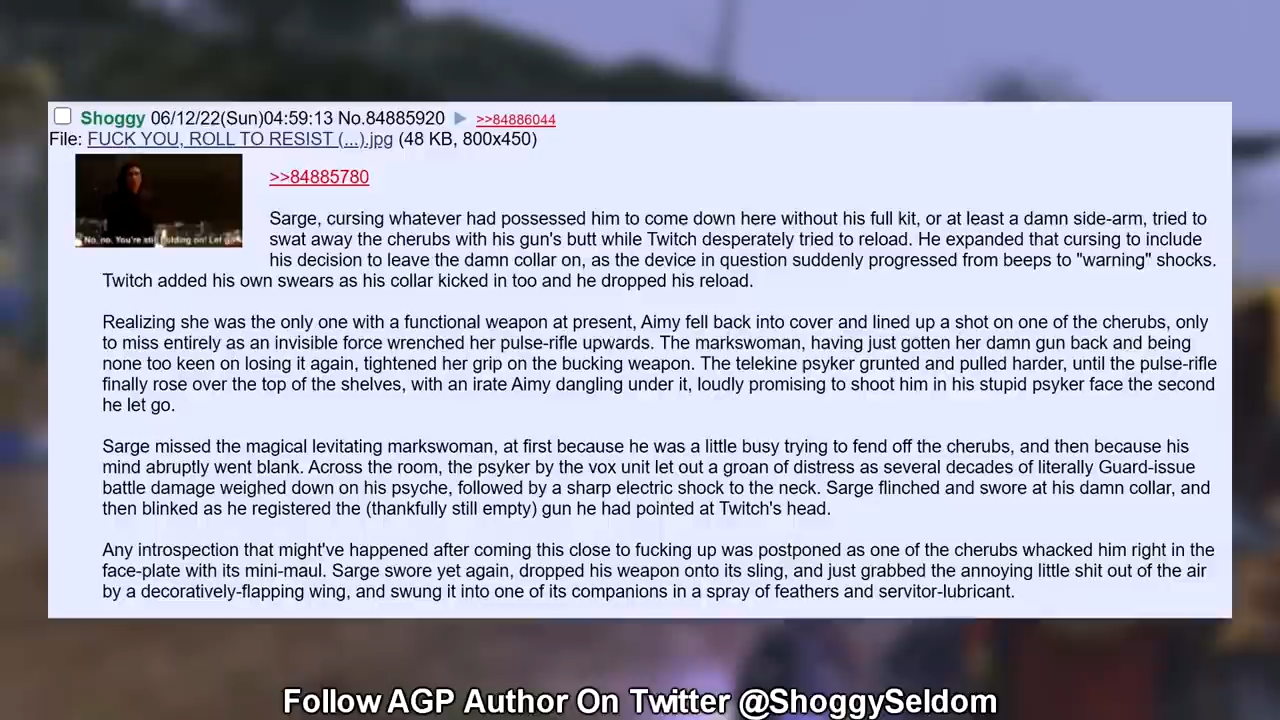 Shoggy 06/12/22(Sun)04:59:13 No.84885920 ▶ >>84886044
File: FUCK YOU, ROLL TO RESIST (...).jpg (48 KB, 800x450)
>>84885780
No, no. You're still holding on! Let go!
Sarge, cursing whatever had possessed him to come down here without his full kit, or at least a damn side-arm, tried to
swat away the cherubs with his gun's butt while Twitch desperately tried to reload. He expanded that cursing to include
his decision to leave the damn collar on, as the device in question suddenly progressed from beeps to "warning" shocks.
Twitch added his own swears as his collar kicked in too and he dropped his reload.
Realizing she was the only one with a functional weapon at present, Aimy fell back into cover and lined up a shot on one of the cherubs, only
to miss entirely as an invisible force wrenched her pulse-rifle upwards. The markswoman, having just gotten her damn gun back and being
none too keen on losing it again, tightened her grip on the bucking weapon. The telekine psyker grunted and pulled harder, until the pulse-rifle
finally rose over the top of the shelves, with an irate Aimy dangling under it, loudly promising to shoot him in his stupid psyker face the second
he let go.
Sarge missed the magical levitating markswoman, at first because he was a little busy trying to fend off the cherubs, and then because his
mind abruptly went blank. Across the room, the psyker by the vox unit let out a groan of distress as several decades of literally Guard-issue
battle damage weighed down on his psyche, followed by a sharp electric shock to the neck. Sarge flinched and swore at his damn collar, and
then blinked as he registered the (thankfully still empty) gun he had pointed at Twitch's head.
Any introspection that might've happened after coming this close to fucking up was postponed as one of the cherubs whacked him right in the
face-plate with its mini-maul. Sarge swore yet again, dropped his weapon onto its sling, and just grabbed the annoying little shit out of the air
by a decoratively-flapping wing, and swung it into one of its companions in a spray of feathers and servitor-lubricant.
Follow AGP Author On Twitter @ShoggySeldom